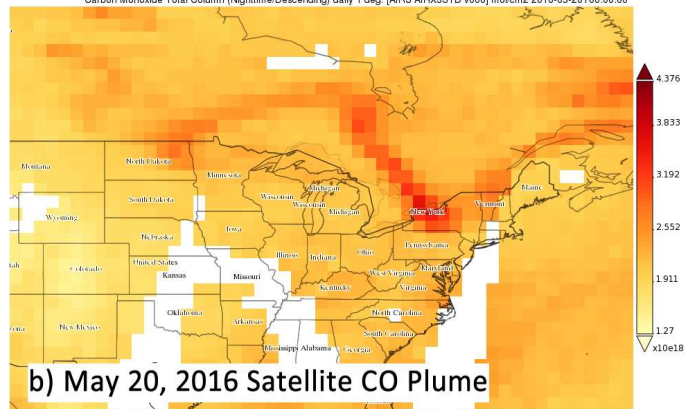 Carbon Monoxide Total Column (Nighttime/Descending) daily 1 deg. [AIRS AIRX3STD v006] mol/cm2 2016-05-20T00:00:00
4.376
3.833
3.192
2.552
1.911
1.27
x10e18
Montana
North Dakota
Minnesota
Wisconsin
Wisconsin
Michigan
Michigan
New York
Vermont
Maine
South Dakota
Wyoming
Nebraska
Iowa
Illinois
Indiana
Ohio
Pennsylvania
United States
Colorado
Kansas
Missouri
Kentucky
West Virginia
Maryland
Virginia
New Mexico
Oklahoma
Arkansas
North Carolina
South Carolina
Mississippi
Alabama
Georgia
b) May 20, 2016 Satellite CO Plume